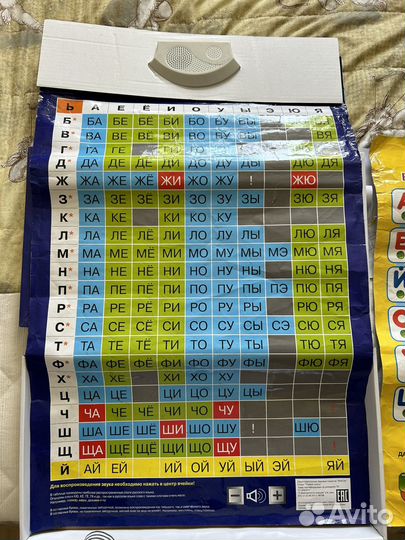 Ь А Е Ё И О У Ы Э Ю Я
Б* БА БЕ БЁ БИ БО БУ БЫ
В* ВА ВЕ ВЁ ВИ ВО ВУ ВЫ ВЯ
Г* ГА ГЕ
Д* ДА ДЕ ДЁ ДИ ДО ДУ ДЫ ДЮ ДЯ
Ж ЖА ЖЕ ЖЁ ЖИ ЖО ЖУ ! ЖЮ
З* ЗА ЗЕ ЗЁ ЗИ ЗО ЗУ ЗЫ ЗЮ ЗЯ
К* КА КЕ КИ КО КУ
Л* ЛА ЛЕ ЛЁ ЛИ ЛО ЛУ ЛЫ ЛЮ ЛЯ
М* МА МЕ МЁ МИ МО МУ МЫ МЭ МЮ МЯ
Н* НА НЕ НЁ НИ НО НУ НЫ НЮ НЯ
П* ПА ПЕ ПЁ ПИ ПО ПУ ПЫ ПЭ ПЮ ПЯ
Р* РА РЕ РЁ РИ РО РУ РЫ РЮ РЯ
С* СА СЕ СЁ СИ СО СУ СЫ СЭ СЮ СЯ
Т* ТА ТЕ ТЁ ТИ ТО ТУ ТЫ ТЮ ТЯ
Ф* ФА ФЕ ФЁ ФИ ФО ФУ ФЫ ФЮ ФЯ
Х* ХА ХЕ ХИ ХО ХУ
Ц ЦА ЦЕ ЦИ ЦО ЦУ ЦЫ
Ч ЧА ЧЕ ЧЁ ЧИ ЧО ЧУ !
Ш ША ШЕ ШЁ ШИ ШО ШУ ! ШЮ
Щ ЩА ЩЕ ЩЁ ЩИ ЩО ЩУ !
Й АЙ ЕЙ ИЙ ОЙ УЙ ЫЙ ЭЙ ЯЙ
Для воспроизведения звука необходимо нажать в центр ячейки!
− +
EAC
Avito